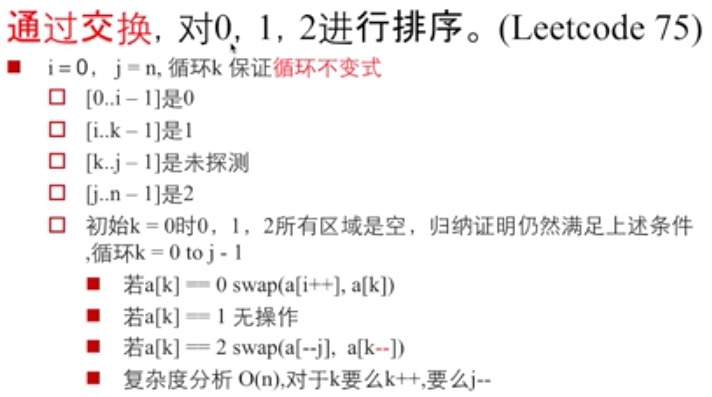 通过交换, 对0, 1, 2进行排序。(Leetcode 75)
i = 0, j = n, 循环k 保证循环不变式
[0..i – 1]是0
[i..k – 1]是1
[k..j – 1]是未探测
[j..n – 1]是2
初始k = 0时0，1，2所有区域是空，归纳证明仍然满足上述条件
,循环k = 0 to j - 1
若a[k] == 0 swap(a[i++], a[k])
若a[k] == 1 无操作
若a[k] == 2 swap(a[--j], a[k--])
复杂度分析 O(n),对于k要么k++,要么j--